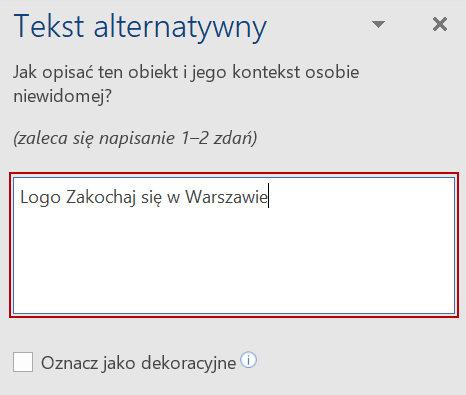 Tekst alternatywny
Jak opisać ten obiekt i jego kontekst osobie
niewidomej?
(zaleca się napisanie 1–2 zdań)
Logo Zakochaj się w Warszawie
Oznacz jako dekoracyjne